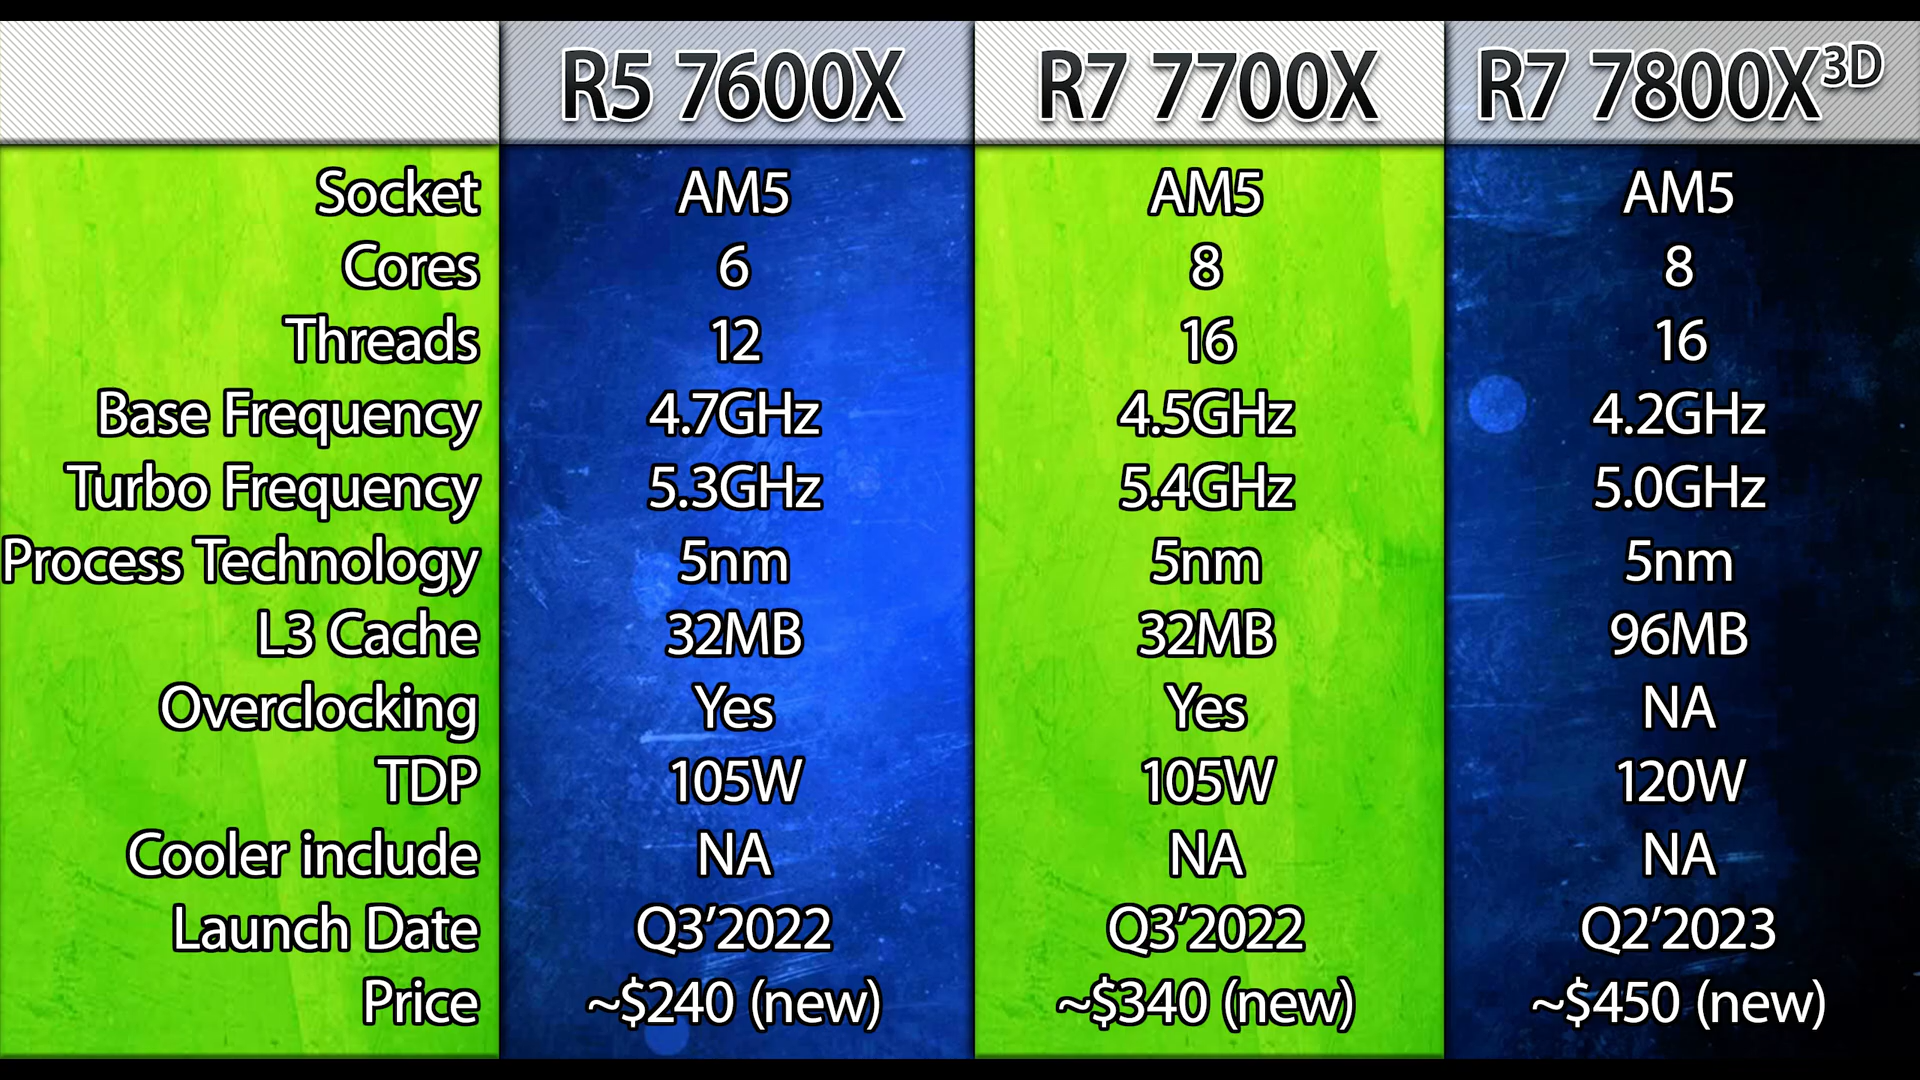 R5 7600X R7 7700X R7 7800X3D
Socket AM5 AM5 AM5
Cores 6 8 8
Threads 12 16 16
Base Frequency 4.7GHz 4.5GHz 4.2GHz
Turbo Frequency 5.3GHz 5.4GHz 5.0GHz
Process Technology 5nm 5nm 5nm
L3 Cache 32MB 32MB 96MB
Overclocking Yes Yes NA
TDP 105W 105W 120W
Cooler include NA NA NA
Launch Date Q3’2022 Q3’2022 Q2’2023
Price ~$240 (new) ~$340 (new) ~$450 (new)